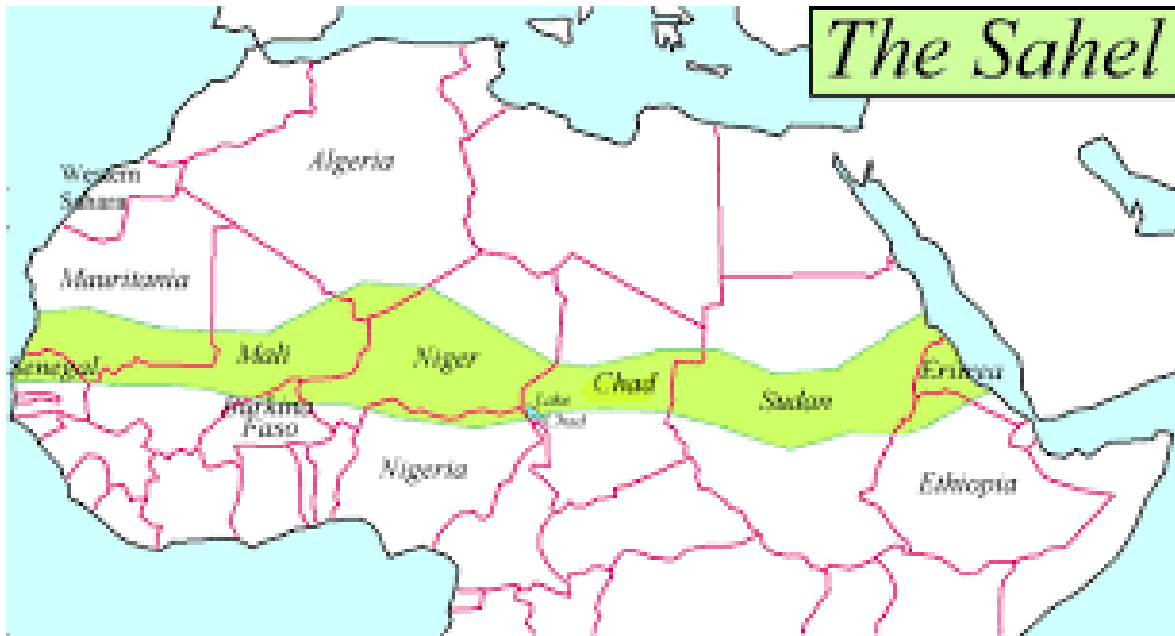 The Sahel
Algeria
Western
Sahara
Mauritania
Senegal
Mali
Niger
Chad
Sudan
Eritrea
Burkina
Faso
Lake
Chad
Nigeria
Ethiopia